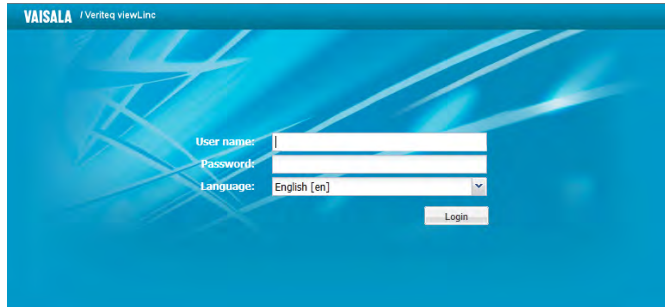 VAISALA / Veriteq viewLinc
User name:
Password:
Language: English [en]
Login